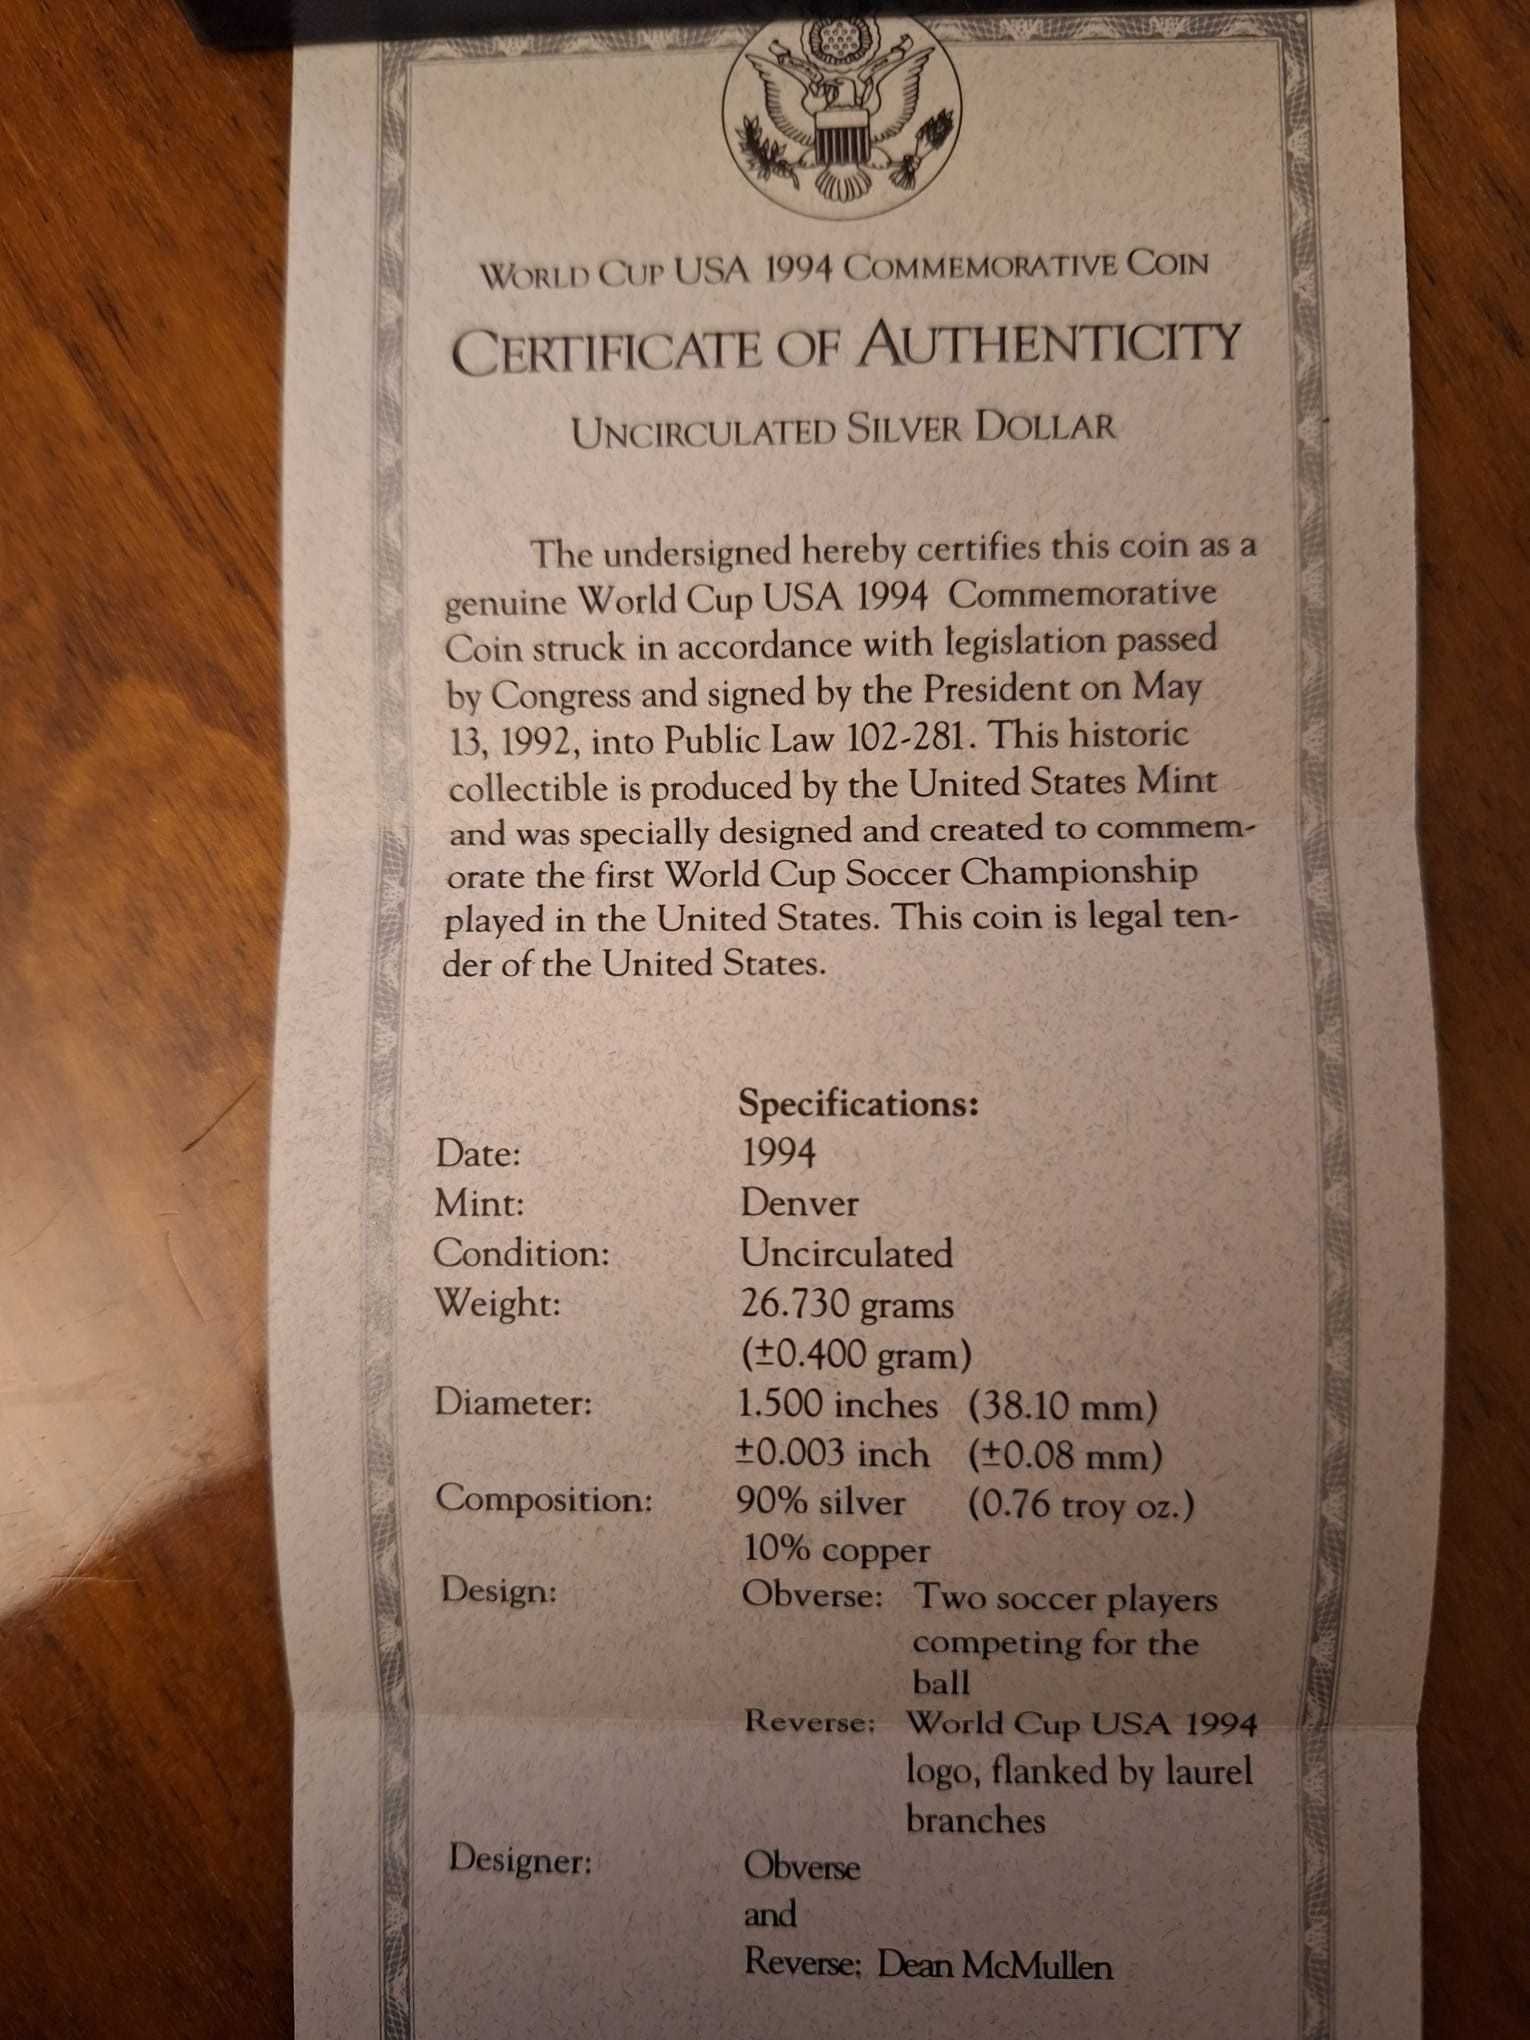 WORLD CUP USA 1994 COMMEMORATIVE COIN
CERTIFICATE OF AUTHENTICITY
UNCIRCULATED SILVER DOLLAR
The undersigned hereby certifies this coin as a
genuine World Cup USA 1994 Commemorative
Coin struck in accordance with legislation passed
by Congress and signed by the President on May
13, 1992, into Public Law 102-281. This historic
collectible is produced by the United States Mint
and was specially designed and created to commem-
orate the first World Cup Soccer Championship
played in the United States. This coin is legal ten-
der of the United States.
Specifications:
Date: 1994
Mint: Denver
Condition: Uncirculated
Weight: 26.730 grams
(±0.400 gram)
Diameter: 1.500 inches (38.10 mm)
±0.003 inch (±0.08 mm)
Composition: 90% silver (0.76 troy oz.)
10% copper
Design: Obverse: Two soccer players
competing for the
ball
Reverse: World Cup USA 1994
logo, flanked by laurel
branches
Designer: Obverse
and
Reverse: Dean McMullen